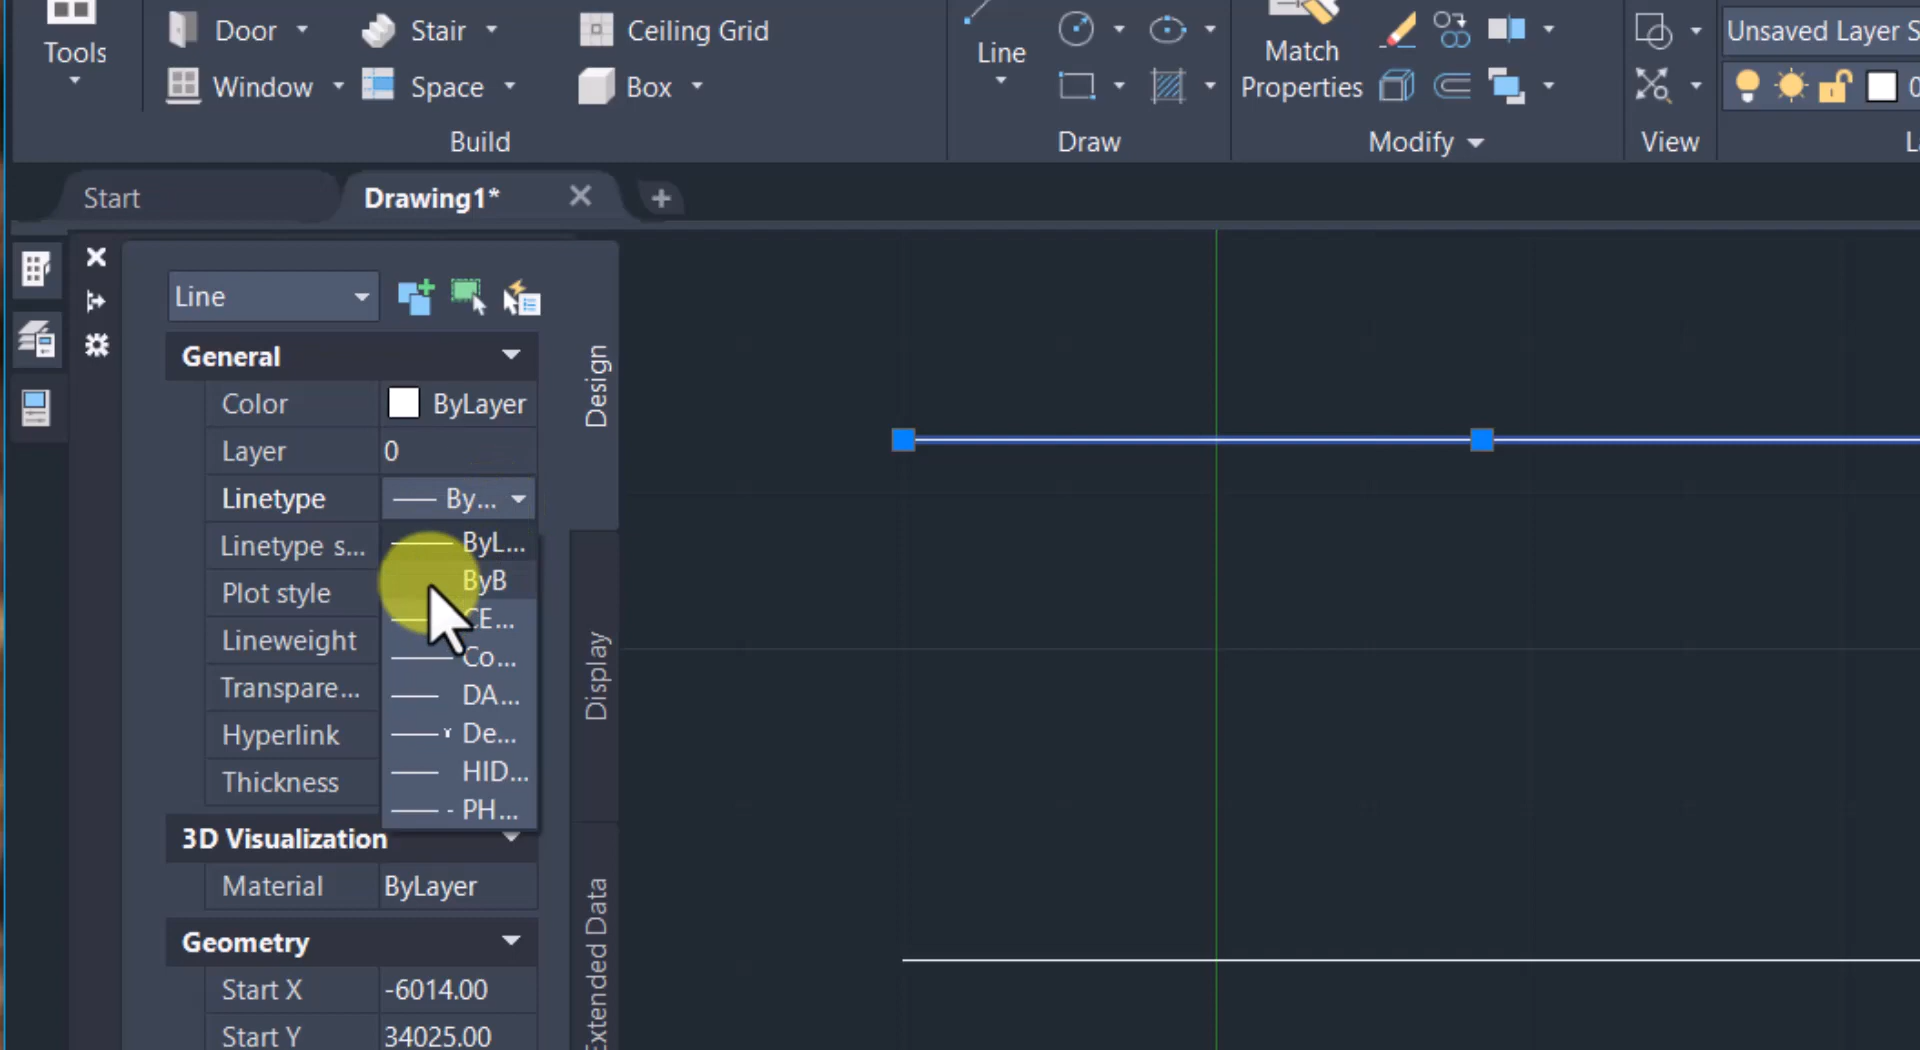 Tools
Door
Stair
Ceiling Grid
Window
Space
Box
Build
Line
Draw
Match
Properties
Modify
View
Unsaved Layer S
0
Start
Drawing1*
Line
General
Color ByLayer
Layer 0
Linetype By...
Linetype s...
Plot style
Lineweight
Transpare...
Hyperlink
Thickness
ByL...
ByB
CE...
Co...
DA...
De...
HID...
PH...
3D Visualization
Material ByLayer
Geometry
Start X -6014.00
Start Y 34025.00
Design
Display
Extended Data